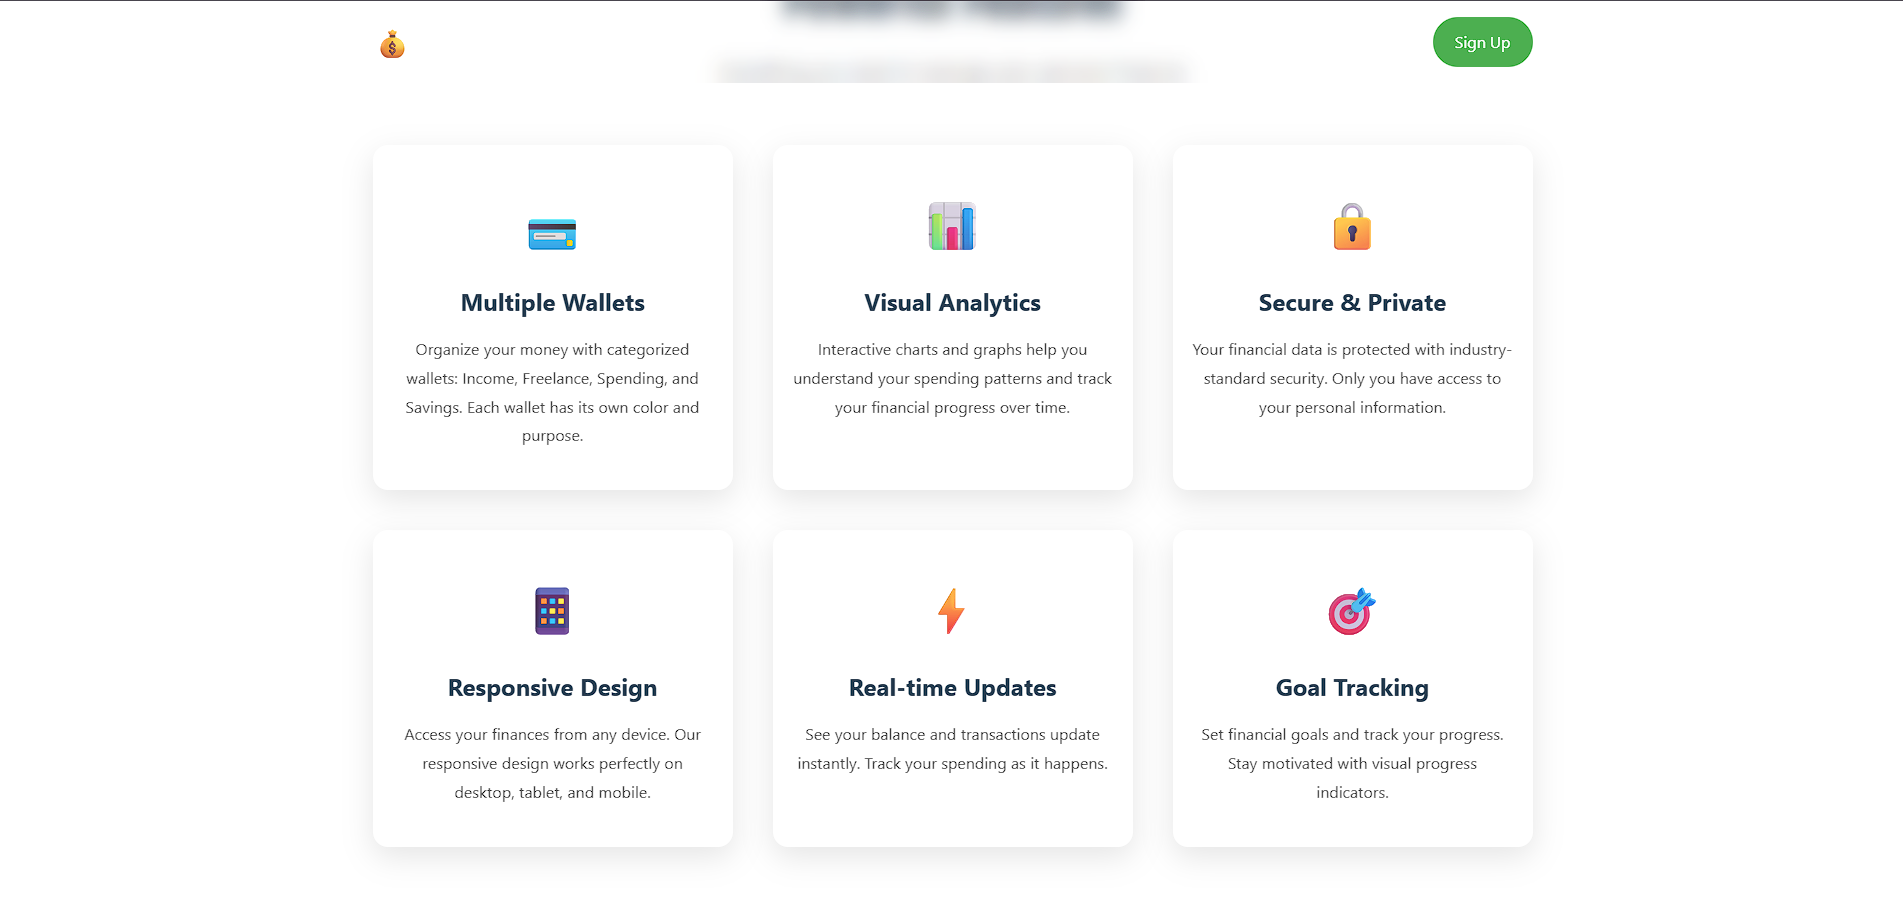 Sign Up
Multiple Wallets
Organize your money with categorized
wallets: Income, Freelance, Spending, and
Savings. Each wallet has its own color and
purpose.
Visual Analytics
Interactive charts and graphs help you
understand your spending patterns and track
your financial progress over time.
Secure & Private
Your financial data is protected with industry-
standard security. Only you have access to
your personal information.
Responsive Design
Access your finances from any device. Our
responsive design works perfectly on
desktop, tablet, and mobile.
Real-time Updates
See your balance and transactions update
instantly. Track your spending as it happens.
Goal Tracking
Set financial goals and track your progress.
Stay motivated with visual progress
indicators.